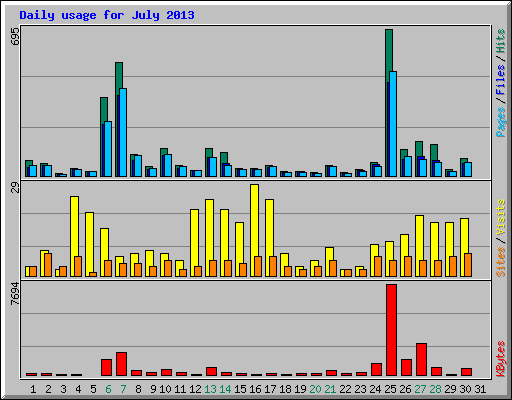 Daily usage for July 2013
695
Pages / Files / Hits
29
Sites / Visits
7694
KBytes
1 2 3 4 5 6 7 8 9 10 11 12 13 14 15 16 17 18 19 20 21 22 23 24 25 26 27 28 29 30 31